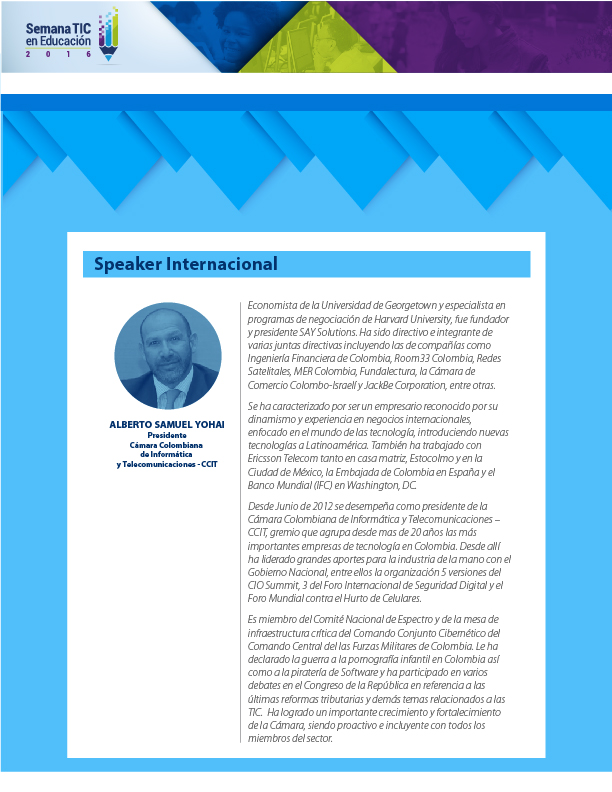 Semana TIC
en Educación
2 0 1 6
Speaker Internacional
ALBERTO SAMUEL YOHAI
Presidente
Cámara Colombiana
de Informática
y Telecomunicaciones - CCIT
Economista de la Universidad de Georgetown y especialista en
programas de negociación de Harvard University, fue fundador
y presidente SAY Solutions. Ha sido directivo e integrante de
varias juntas directivas incluyendo las de compañías como
Ingeniería Financiera de Colombia, Room33 Colombia, Redes
Satelitales, MER Colombia, Fundalectura, la Cámara de
Comercio Colombo-Israelí y JackBe Corporation, entre otras.
Se ha caracterizado por ser un empresario reconocido por su
dinamismo y experiencia en negocios internacionales,
enfocado en el mundo de las tecnología, introduciendo nuevas
tecnologías a Latinoamérica. También ha trabajado con
Ericsson Telecom tanto en casa matriz, Estocolmo y en la
Ciudad de México, la Embajada de Colombia en España y el
Banco Mundial (IFC) en Washington, DC.
Desde Junio de 2012 se desempeña como presidente de la
Cámara Colombiana de Informática y Telecomunicaciones –
CCIT, gremio que agrupa desde mas de 20 años las más
importantes empresas de tecnología en Colombia. Desde allí
ha liderado grandes aportes para la industria de la mano con el
Gobierno Nacional, entre ellos la organización 5 versiones del
CIO Summit, 3 del Foro Internacional de Seguridad Digital y el
Foro Mundial contra el Hurto de Celulares.
Es miembro del Comité Nacional de Espectro y de la mesa de
infraestructura crítica del Comando Conjunto Cibernético del
Comando Central del las Furzas Militares de Colombia. Le ha
declarado la guerra a la pornografía infantil en Colombia así
como a la piratería de Software y ha participado en varios
debates en el Congreso de la República en referencia a las
últimas reformas tributarias y demás temas relacionados a las
TIC.  Ha logrado un importante crecimiento y fortalecimiento
de la Cámara, siendo proactivo e incluyente con todos los
miembros del sector.